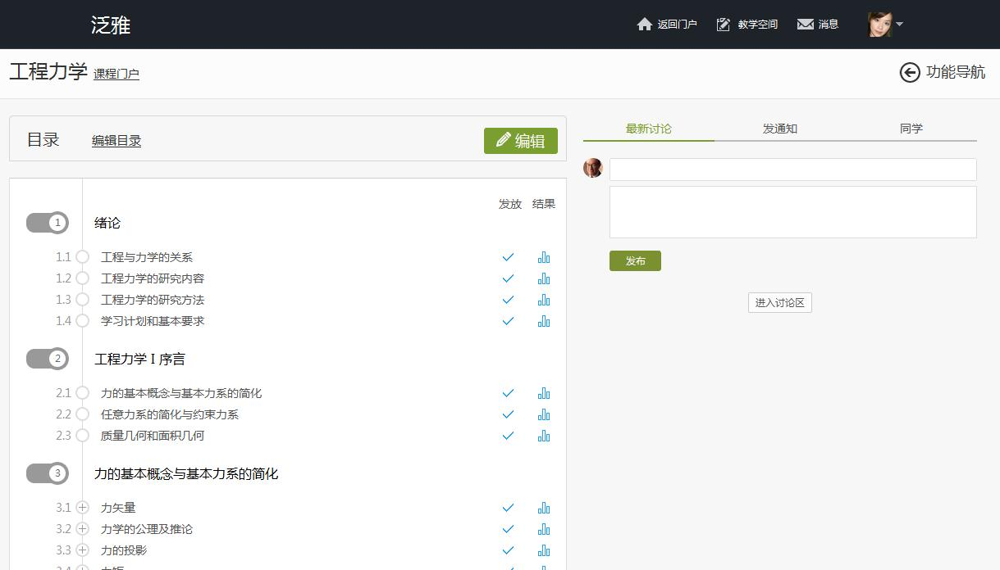 泛雅
返回门户 教学空间 消息
工程力学 课程门户
功能导航
目录 编辑目录 编辑
最新讨论 发通知 同学
发放 结果
1 绪论
1.1 工程与力学的关系
1.2 工程力学的研究内容
1.3 工程力学的研究方法
1.4 学习计划和基本要求
2 工程力学 I 序言
2.1 力的基本概念与基本力系的简化
2.2 任意力系的简化与约束力系
2.3 质量几何和面积几何
3 力的基本概念与基本力系的简化
3.1 力矢量
3.2 力学的公理及推论
3.3 力的投影
发布
进入讨论区